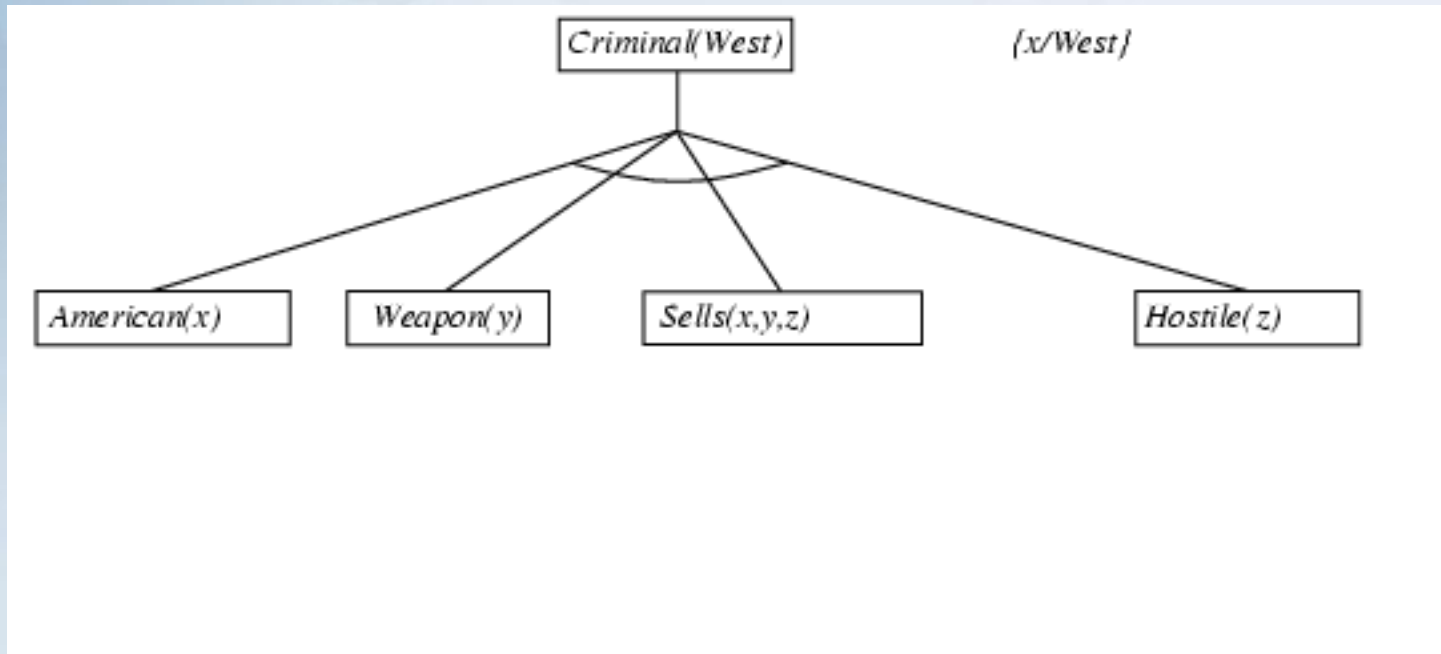 Criminal(West)
{x/West}
American(x)
Weapon(y)
Sells(x,y,z)
Hostile(z)